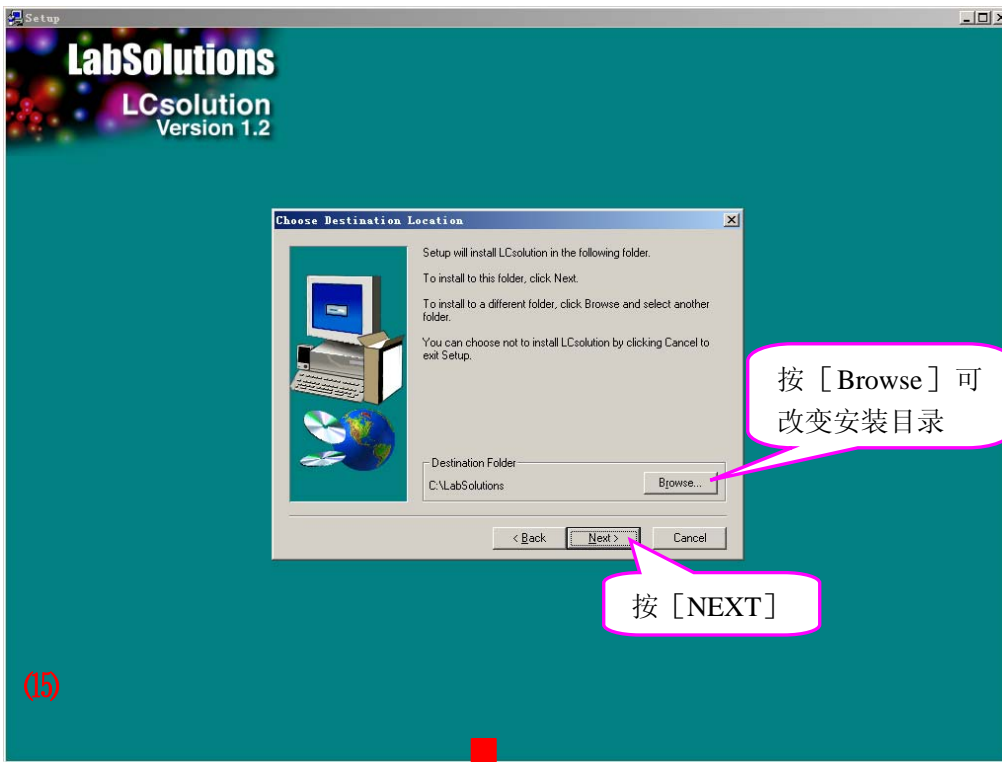 Setup
LabSolutions
LCsolution
Version 1.2
Choose Destination Location
Setup will install LCsolution in the following folder.
To install to this folder, click Next.
To install to a different folder, click Browse and select another
folder.
You can choose not to install LCsolution by clicking Cancel to
exit Setup.
按［Browse］可
改变安装目录
Destination Folder
C:\LabSolutions
Browse...
< Back
Next >
Cancel
按［NEXT］
⒂